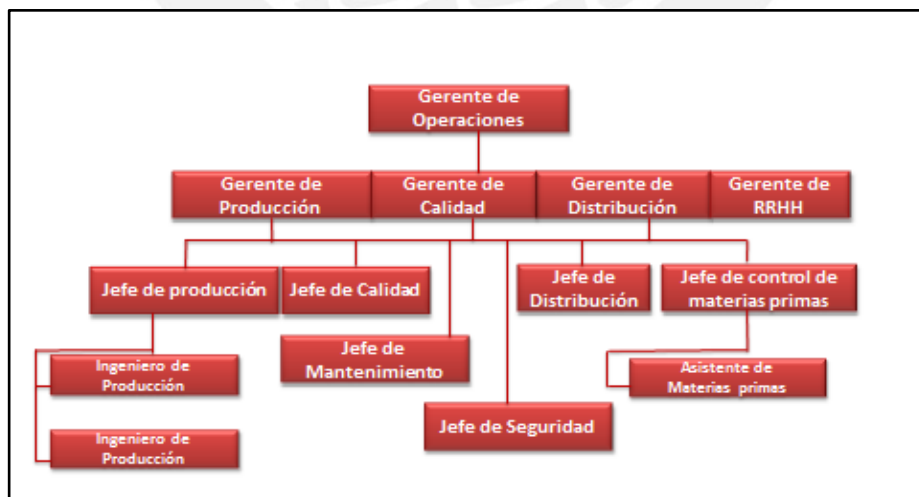 Gerente de
Operaciones
Gerente de
Producción
Gerente de
Calidad
Gerente de
Distribución
Gerente de
RRHH
Jefe de producción
Jefe de Calidad
Jefe de
Distribución
Jefe de control de
materias primas
Jefe de
Mantenimiento
Ingeniero de
Producción
Asistente de
Materias primas
Jefe de Seguridad
Ingeniero de
Producción